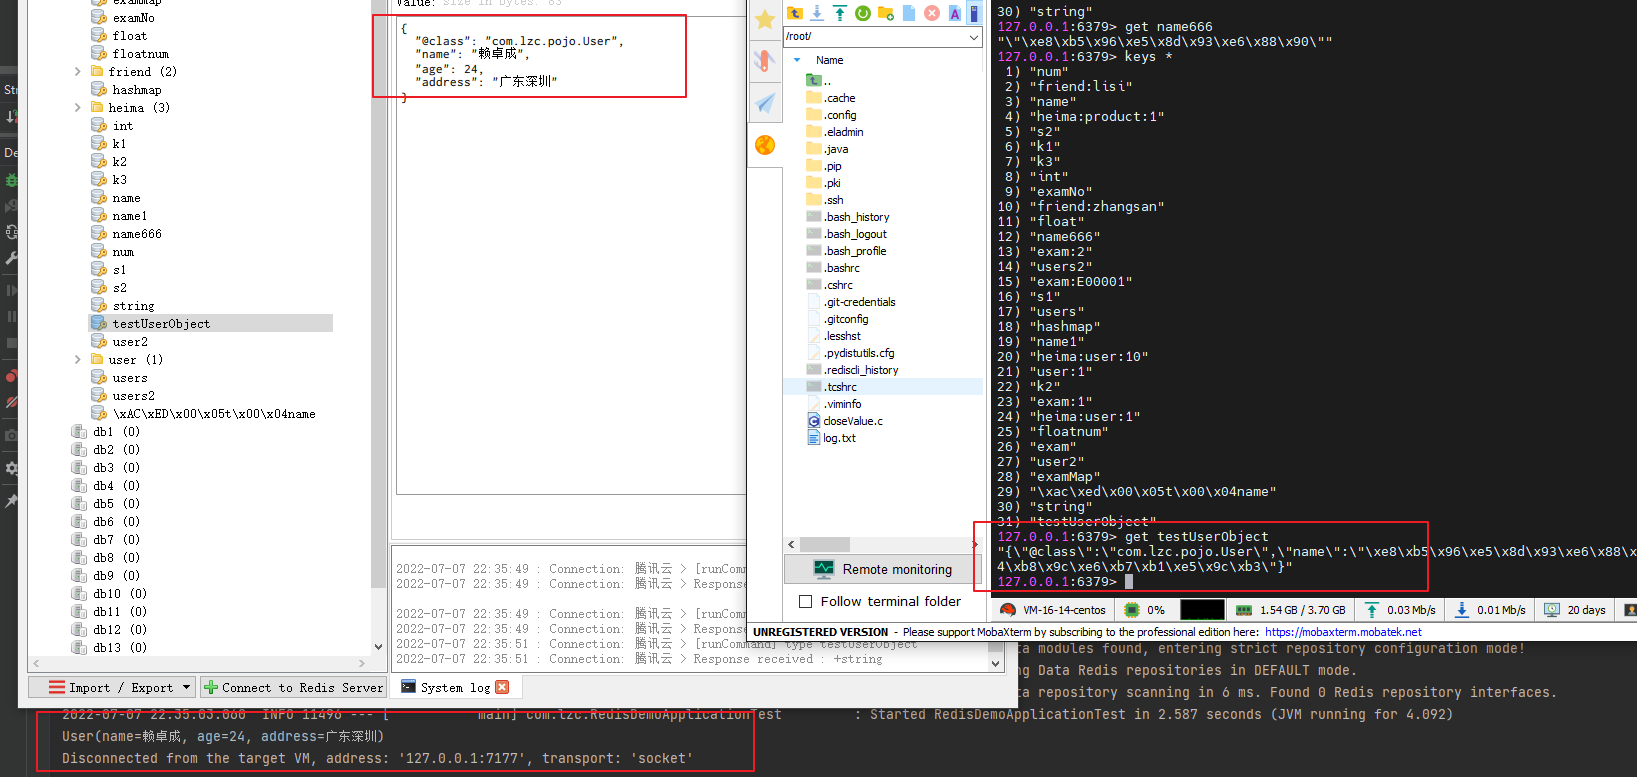 exammap
examNo
float
floatnum
friend (2)
hashmap
heima (3)
int
k1
k2
k3
name
name1
name666
num
s1
s2
string
testUserObject
user2
user (1)
users
users2
\xAC\xED\x00\x05t\x00\x04name
db1 (0)
db2 (0)
db3 (0)
db4 (0)
db5 (0)
db6 (0)
db7 (0)
db8 (0)
db9 (0)
db10 (0)
db11 (0)
db12 (0)
db13 (0)
Import / Export
Connect to Redis Server
Str
De
Value: size in bytes: 83
{
"@class": "com.lzc.pojo.User",
"name": "赖卓成",
"age": 24,
"address": "广东深圳"
}
2022-07-07 22:35:49 : Connection: 腾讯云 > [runComm
2022-07-07 22:35:49 : Connection: 腾讯云 > Response
2022-07-07 22:35:49 : Connection: 腾讯云 > [runComm
2022-07-07 22:35:49 : Connection: 腾讯云 > Respons
2022-07-07 22:35:51 : Connection: 腾讯云 > [runCommand] type testUserObject
2022-07-07 22:35:51 : Connection: 腾讯云 > Response received : +string
System log
/root/
Name
..
.cache
.config
.eladmin
.java
.pip
.pki
.ssh
.bash_history
.bash_logout
.bash_profile
.bashrc
.cshrc
.git-credentials
.gitconfig
.lesshst
.pydistutils.cfg
.rediscli_history
.tcshrc
.viminfo
closeValue.c
log.txt
Remote monitoring
Follow terminal folder
30) "string"
127.0.0.1:6379> get name666
"\"\xe8\xb5\x96\xe5\x8d\x93\xe6\x88\x90\""
127.0.0.1:6379> keys *
1) "num"
2) "friend:lisi"
3) "name"
4) "heima:product:1"
5) "s2"
6) "k1"
7) "k3"
8) "int"
9) "examNo"
10) "friend:zhangsan"
11) "float"
12) "name666"
13) "exam:2"
14) "users2"
15) "exam:E00001"
16) "s1"
17) "users"
18) "hashmap"
19) "name1"
20) "heima:user:10"
21) "user:1"
22) "k2"
23) "exam:1"
24) "heima:user:1"
25) "floatnum"
26) "exam"
27) "user2"
28) "examMap"
29) "\xac\xed\x00\x05t\x00\x04name"
30) "string"
31) "testUserObject"
127.0.0.1:6379> get testUserObject
"{\"@class\":\"com.lzc.pojo.User\",\"name\":\"\xe8\xb5\x96\xe5\x8d\x93\xe6\x88\x
4\xb8\x9c\xe6\xb7\xb1\xe5\x9c\xb3\"}"
127.0.0.1:6379>
VM-16-14-centos 0% 1.54 GB / 3.70 GB 0.03 Mb/s 0.01 Mb/s 20 days
UNREGISTERED VERSION - Please support MobaXterm by subscribing to the professional edition here: https://mobaxterm.mobatek.net
ta modules found, entering strict repository configuration mode!
ng Data Redis repositories in DEFAULT mode.
ta repository scanning in 6 ms. Found 0 Redis repository interfaces.
2022-07-07 22:35:03.060 INFO 11496 --- [ main] com.lzc.RedisDemoApplicationTest : Started RedisDemoApplicationTest in 2.587 seconds (JVM running for 4.092)
User(name=赖卓成, age=24, address=广东深圳)
Disconnected from the target VM, address: '127.0.0.1:7177', transport: 'socket'